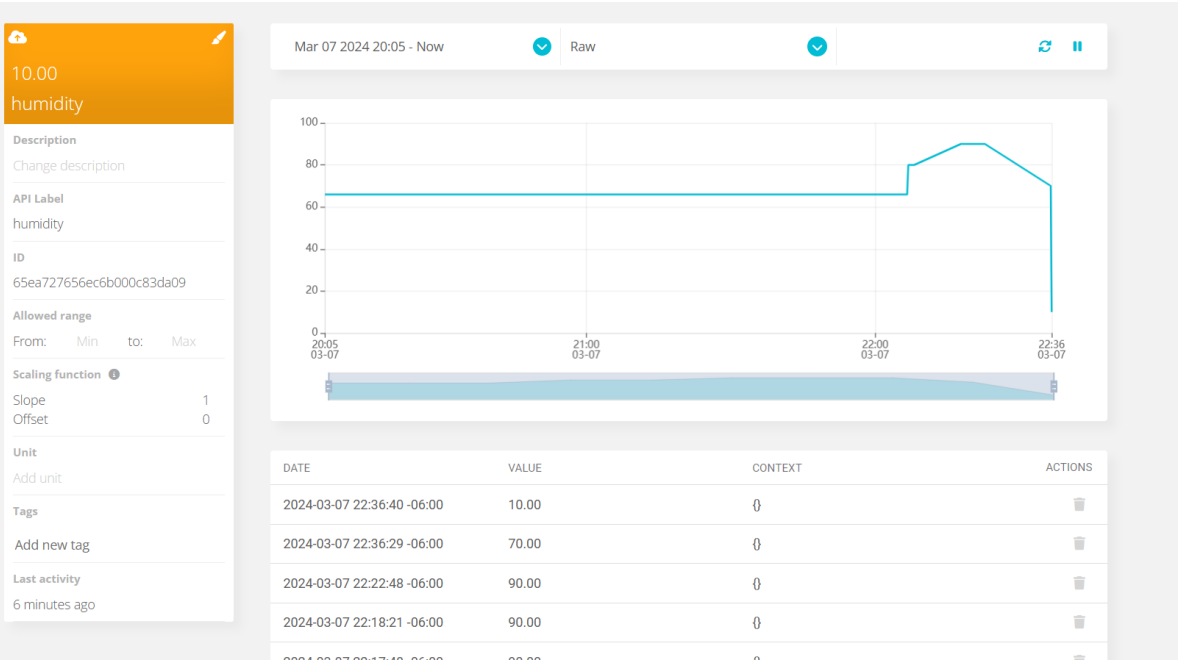 10.00
humidity
Description
Change description
API Label
humidity
ID
65ea727656ec6b000c83da09
Allowed range
From: Min to: Max
Scaling function
Slope 1
Offset 0
Unit
Add unit
Tags
Add new tag
Last activity
6 minutes ago
Mar 07 2024 20:05 - Now Raw
100
80
60
40
20
0
20:05 21:00 22:00 22:36
03-07 03-07 03-07 03-07
DATE VALUE CONTEXT ACTIONS
2024-03-07 22:36:40 -06:00 10.00 {}
2024-03-07 22:36:29 -06:00 70.00 {}
2024-03-07 22:22:48 -06:00 90.00 {}
2024-03-07 22:18:21 -06:00 90.00 {}